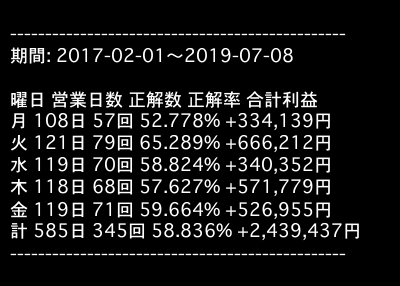 ------------------------------------------------
期間: 2017-02-01〜2019-07-08
曜日 営業日数 正解数 正解率 合計利益
月 108日 57回 52.778% +334,139円
火 121日 79回 65.289% +666,212円
水 119日 70回 58.824% +340,352円
木 118日 68回 57.627% +571,779円
金 119日 71回 59.664% +526,955円
計 585日 345回 58.836% +2,439,437円
------------------------------------------------